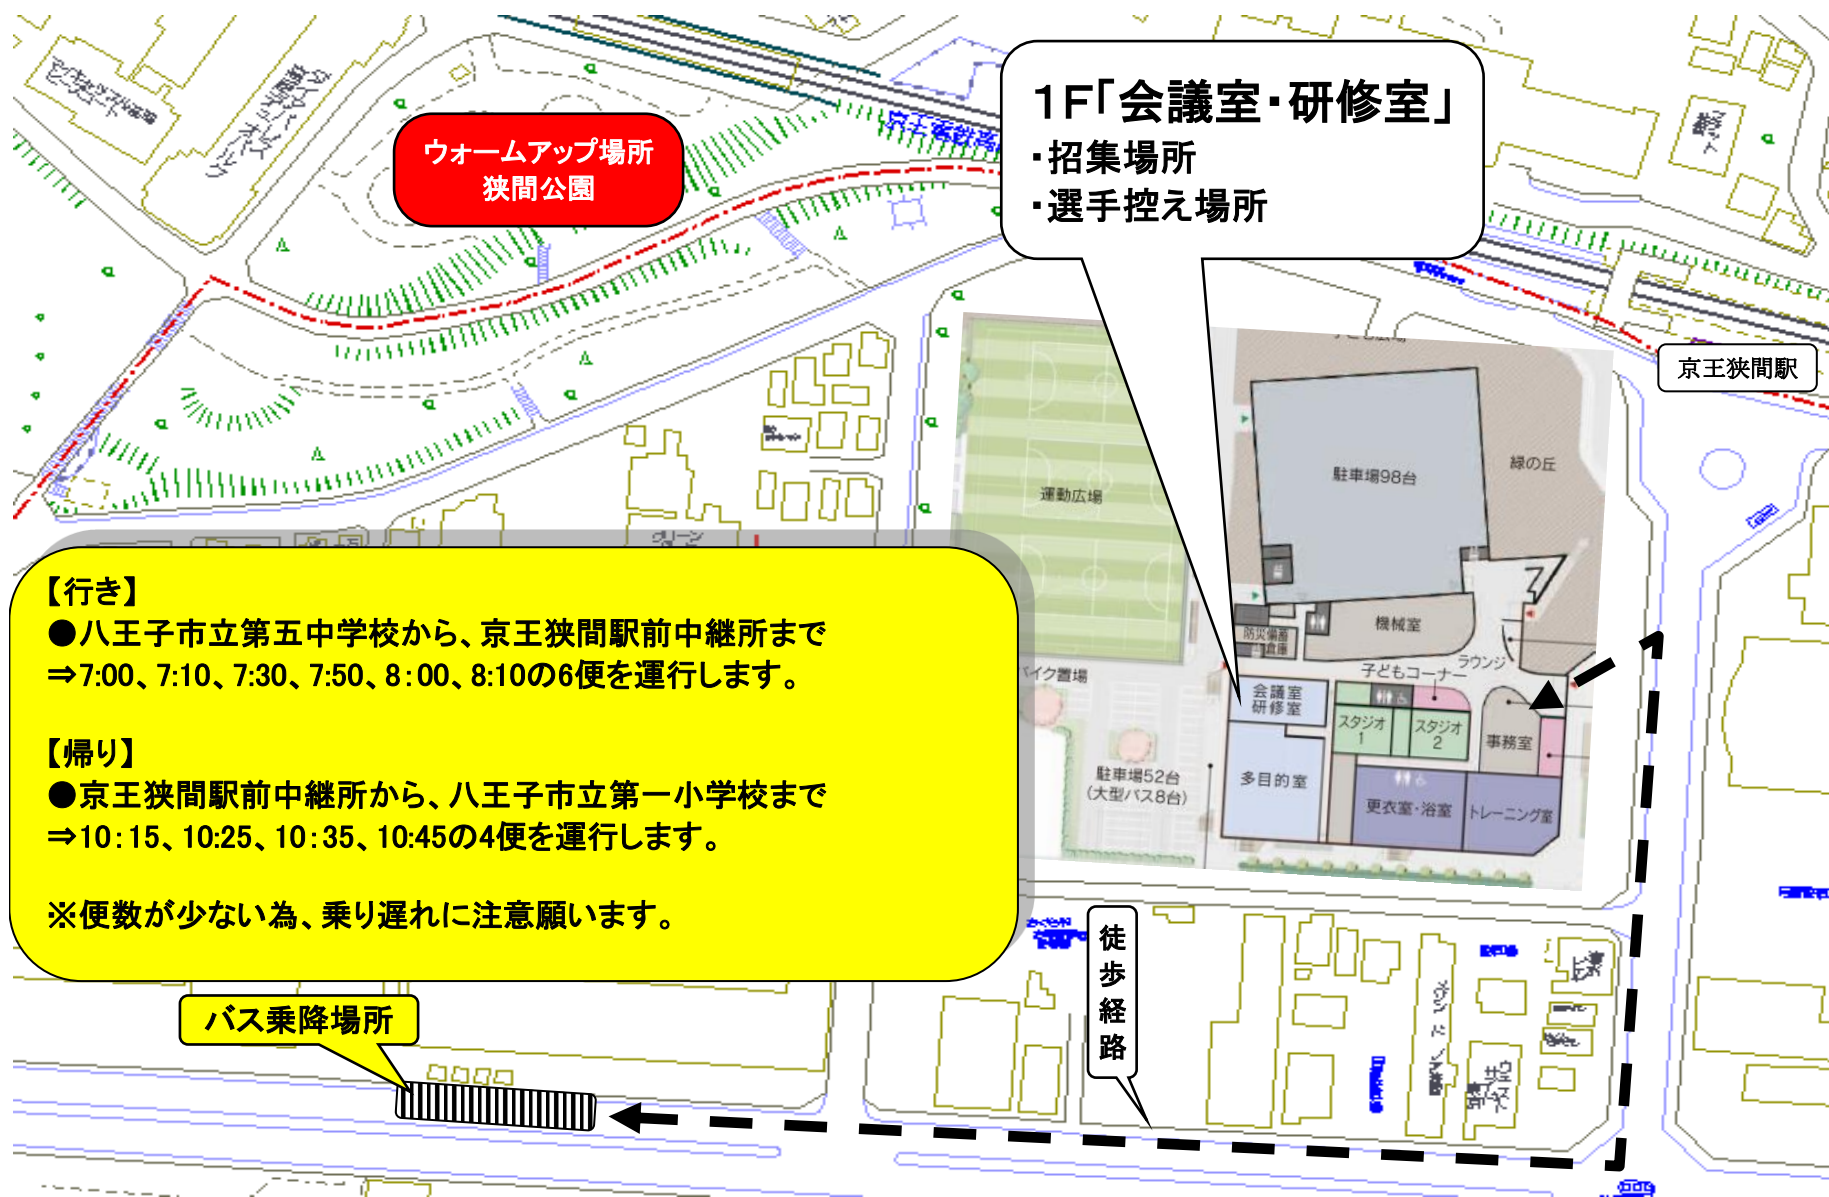 1F「会議室・研修室」
・招集場所
・選手控え場所
ウォームアップ場所
狭間公園
京王狭間駅
駐車場98台
緑の丘
運動広場
機械室
防災備蓄
倉庫
ラウンジ
子どもコーナー
バイク置場
会議室
研修室
スタジオ
1
スタジオ
2
事務室
多目的室
更衣室・浴室
トレーニング室
駐車場52台
(大型バス8台)
【行き】
●八王子市立第五中学校から、京王狭間駅前中継所まで
⇒7:00、7:10、7:30、7:50、8:00、8:10の6便を運行します。
【帰り】
●京王狭間駅前中継所から、八王子市立第一小学校まで
⇒10:15、10:25、10:35、10:45の4便を運行します。
※便数が少ない為、乗り遅れに注意願います。
バス乗降場所
徒歩経路